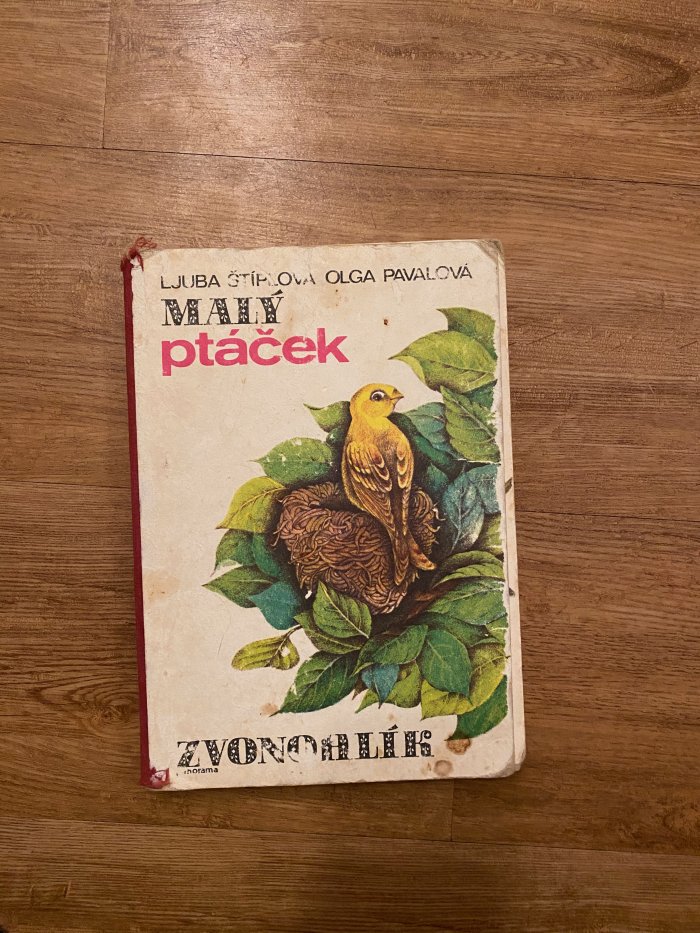 LJUBA ŠTÍPLOVÁ OLGA PAVALOVÁ
MALÝ
ptáček
ZVONOHLÍK